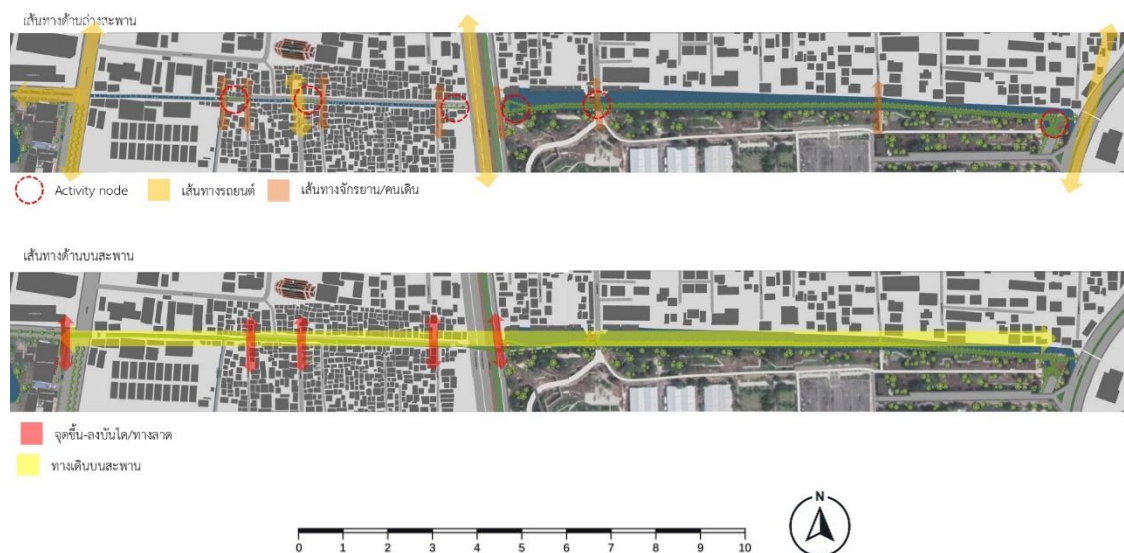 เส้นทางด้านล่างสะพาน
Activity node
เส้นทางรถยนต์
เส้นทางจักรยาน/คนเดิน
เส้นทางด้านบนสะพาน
จุดขึ้น-ลงบันได/ทางลาด
ทางเดินบนสะพาน
N
0 1 2 3 4 5 6 7 8 9 10